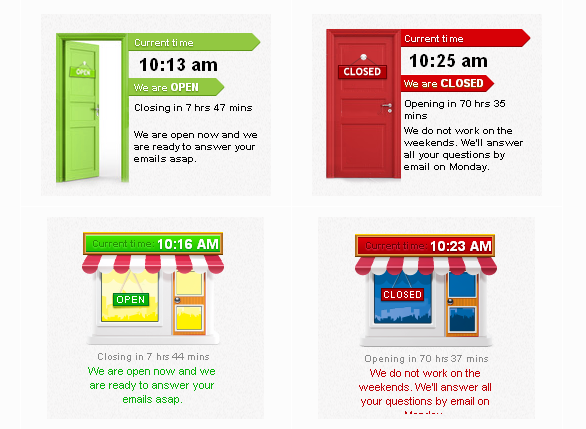 Current time
10:13 am
OPEN
We are OPEN
Closing in 7 hrs 47 mins
We are open now and we
are ready to answer your
emails asap.
Current time
10:25 am
CLOSED
We are CLOSED
Opening in 70 hrs 35
mins
We do not work on the
weekends. We'll answer
all your questions by
email on Monday.
Current time: 10:16 AM
OPEN
Closing in 7 hrs 44 mins
We are open now and we
are ready to answer your
emails asap.
Current time: 10:23 AM
CLOSED
Opening in 70 hrs 37 mins
We do not work on the
weekends. We'll answer all
your questions by email on
Monday